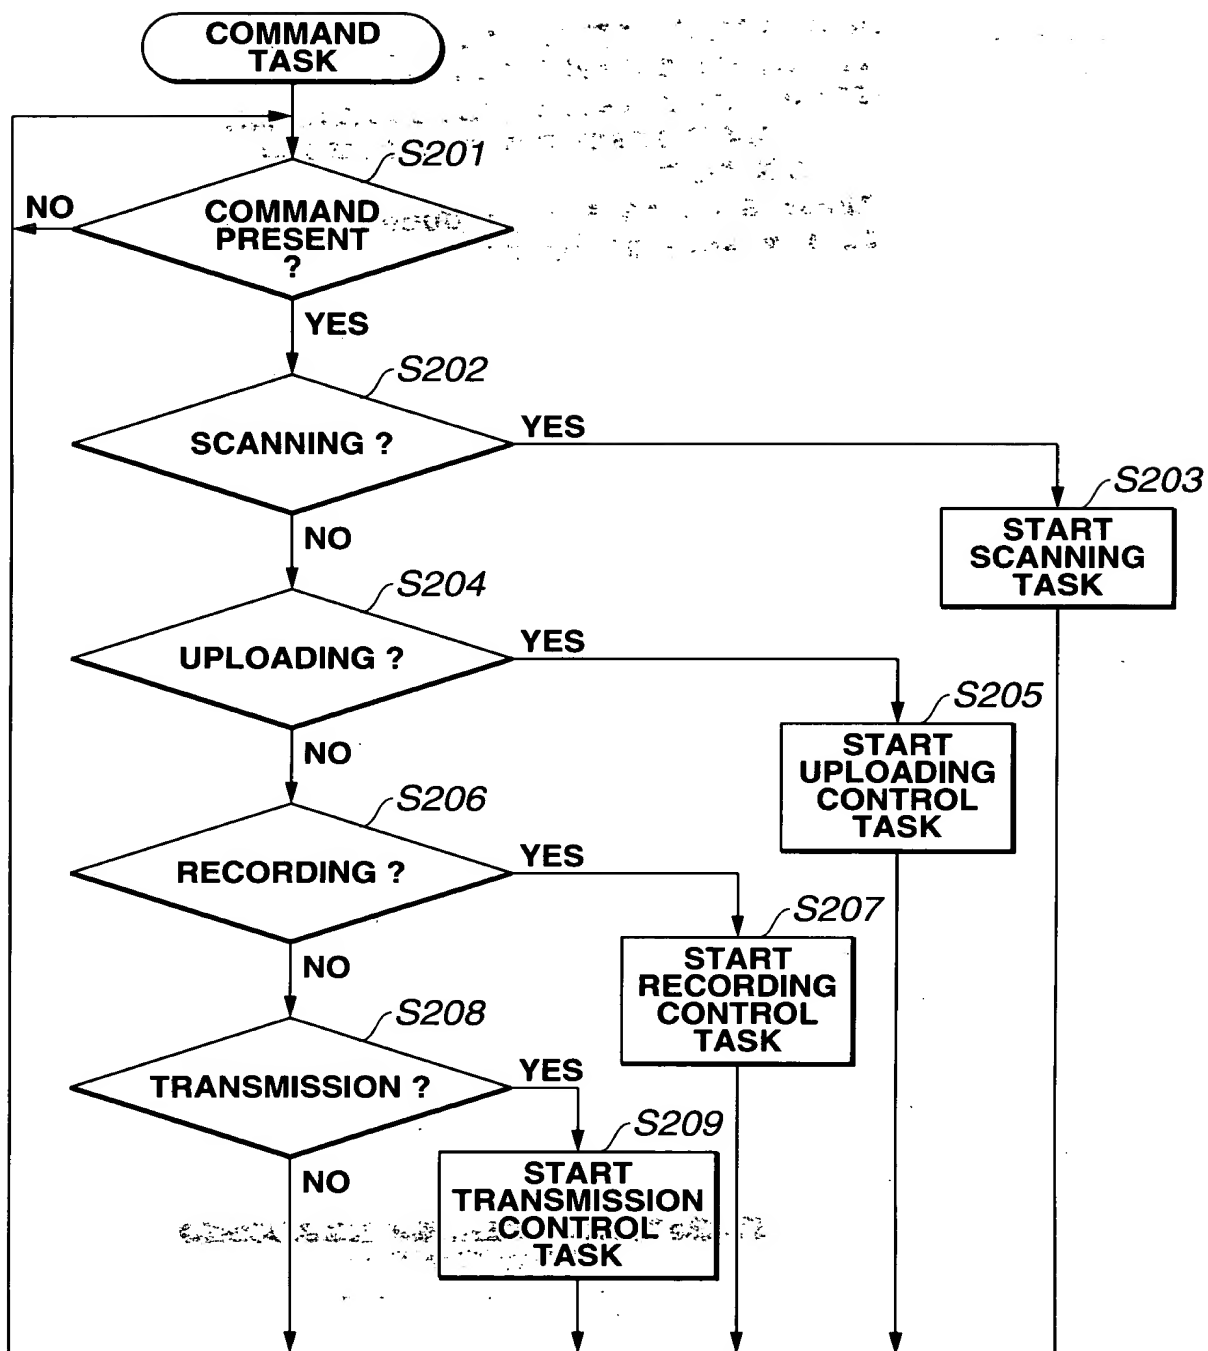 COMMAND
TASK
S201
NO
COMMAND
PRESENT
?
YES
S202
SCANNING ?
YES
S203
START
SCANNING
TASK
NO
S204
UPLOADING ?
YES
S205
START
UPLOADING
CONTROL
TASK
NO
S206
RECORDING ?
YES
S207
START
RECORDING
CONTROL
TASK
NO
S208
TRANSMISSION ?
YES
S209
START
TRANSMISSION
CONTROL
TASK
NO